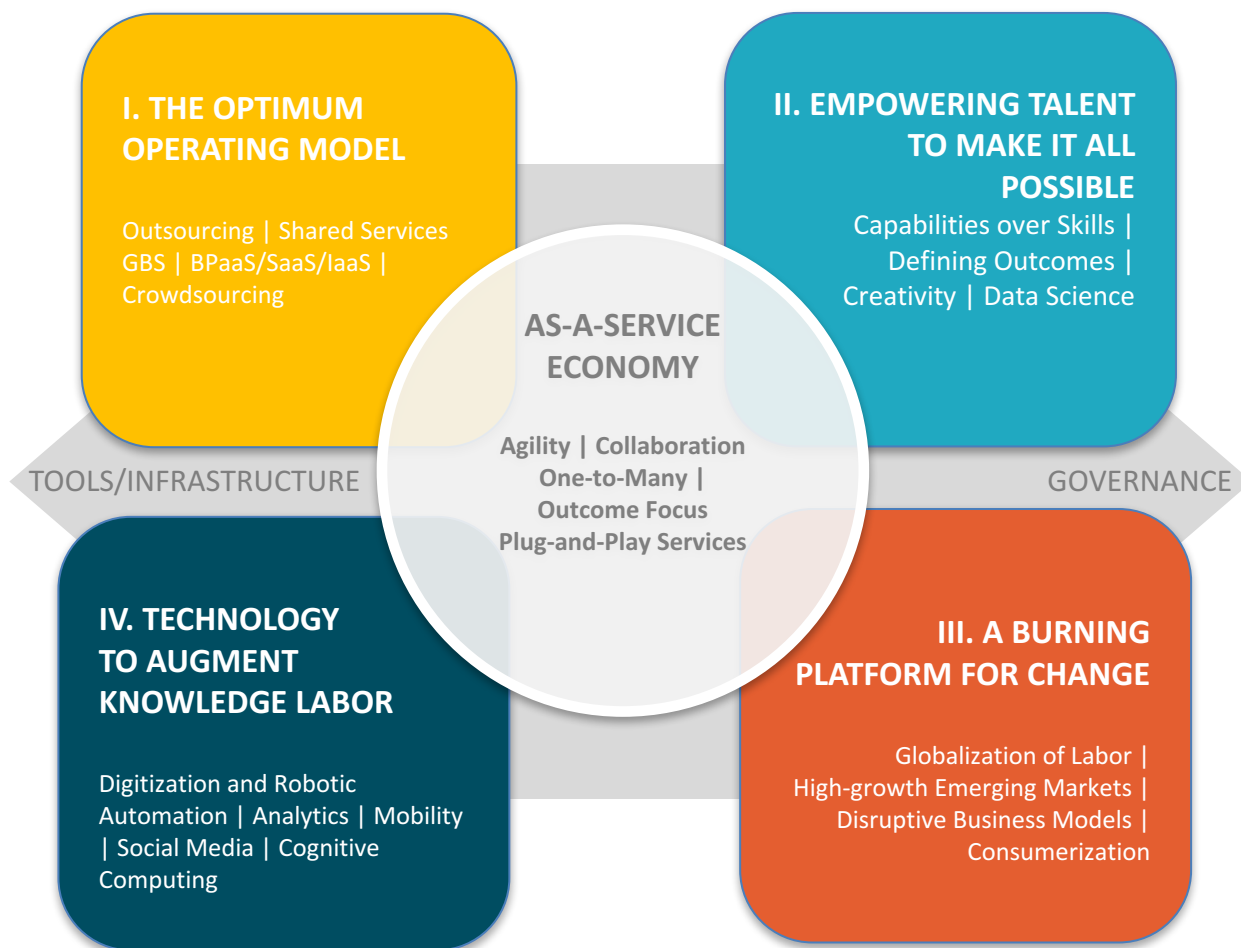 I. THE OPTIMUM
OPERATING MODEL
Outsourcing | Shared Services
GBS | BPaaS/SaaS/IaaS |
Crowdsourcing
II. EMPOWERING TALENT
TO MAKE IT ALL
POSSIBLE
Capabilities over Skills |
Defining Outcomes |
Creativity | Data Science
AS-A-SERVICE
ECONOMY
Agility | Collaboration
One-to-Many |
Outcome Focus
Plug-and-Play Services
TOOLS/INFRASTRUCTURE
GOVERNANCE
IV. TECHNOLOGY
TO AUGMENT
KNOWLEDGE LABOR
Digitization and Robotic
Automation | Analytics | Mobility
| Social Media | Cognitive
Computing
III. A BURNING
PLATFORM FOR CHANGE
Globalization of Labor |
High-growth Emerging Markets |
Disruptive Business Models |
Consumerization